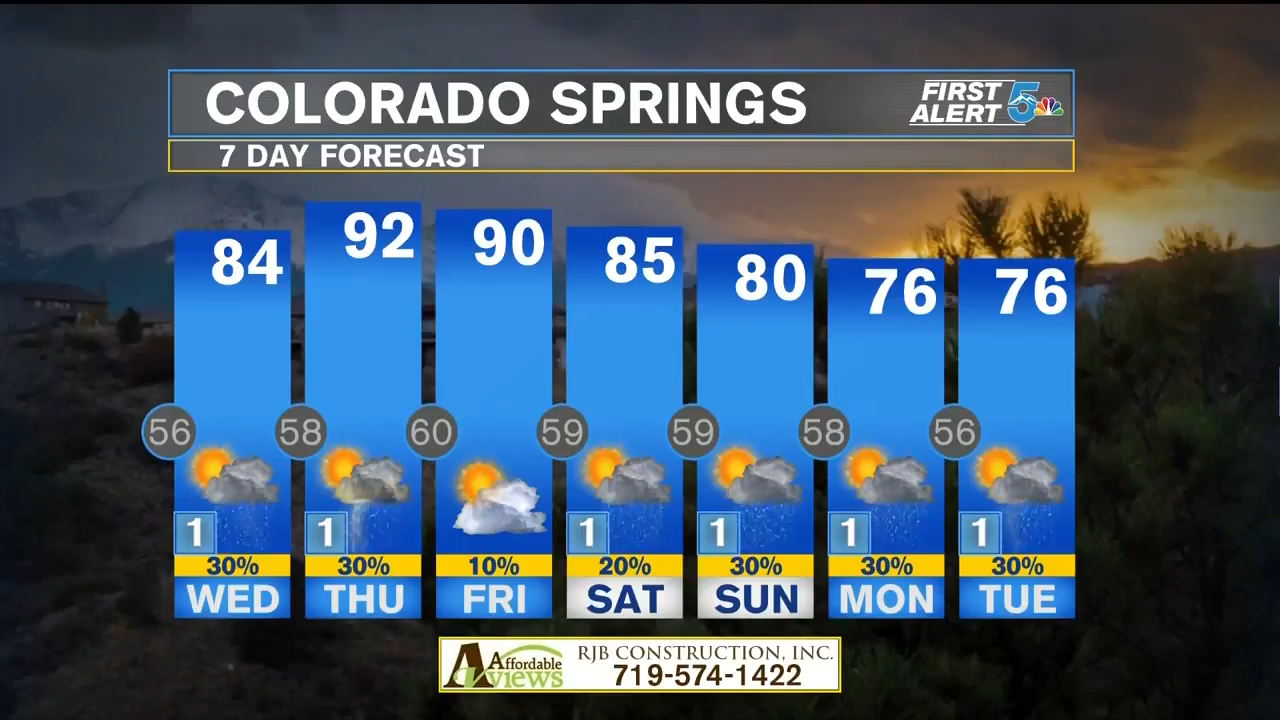 COLORADO SPRINGS
FIRST
ALERT 5
7 DAY FORECAST
84 92 90 85 80 76 76
56 58 60 59 59 58 56
1 1 1 1 1 1
30% 30% 10% 20% 30% 30% 30%
WED THU FRI SAT SUN MON TUE
Affordable RJB CONSTRUCTION, INC.
views 719-574-1422